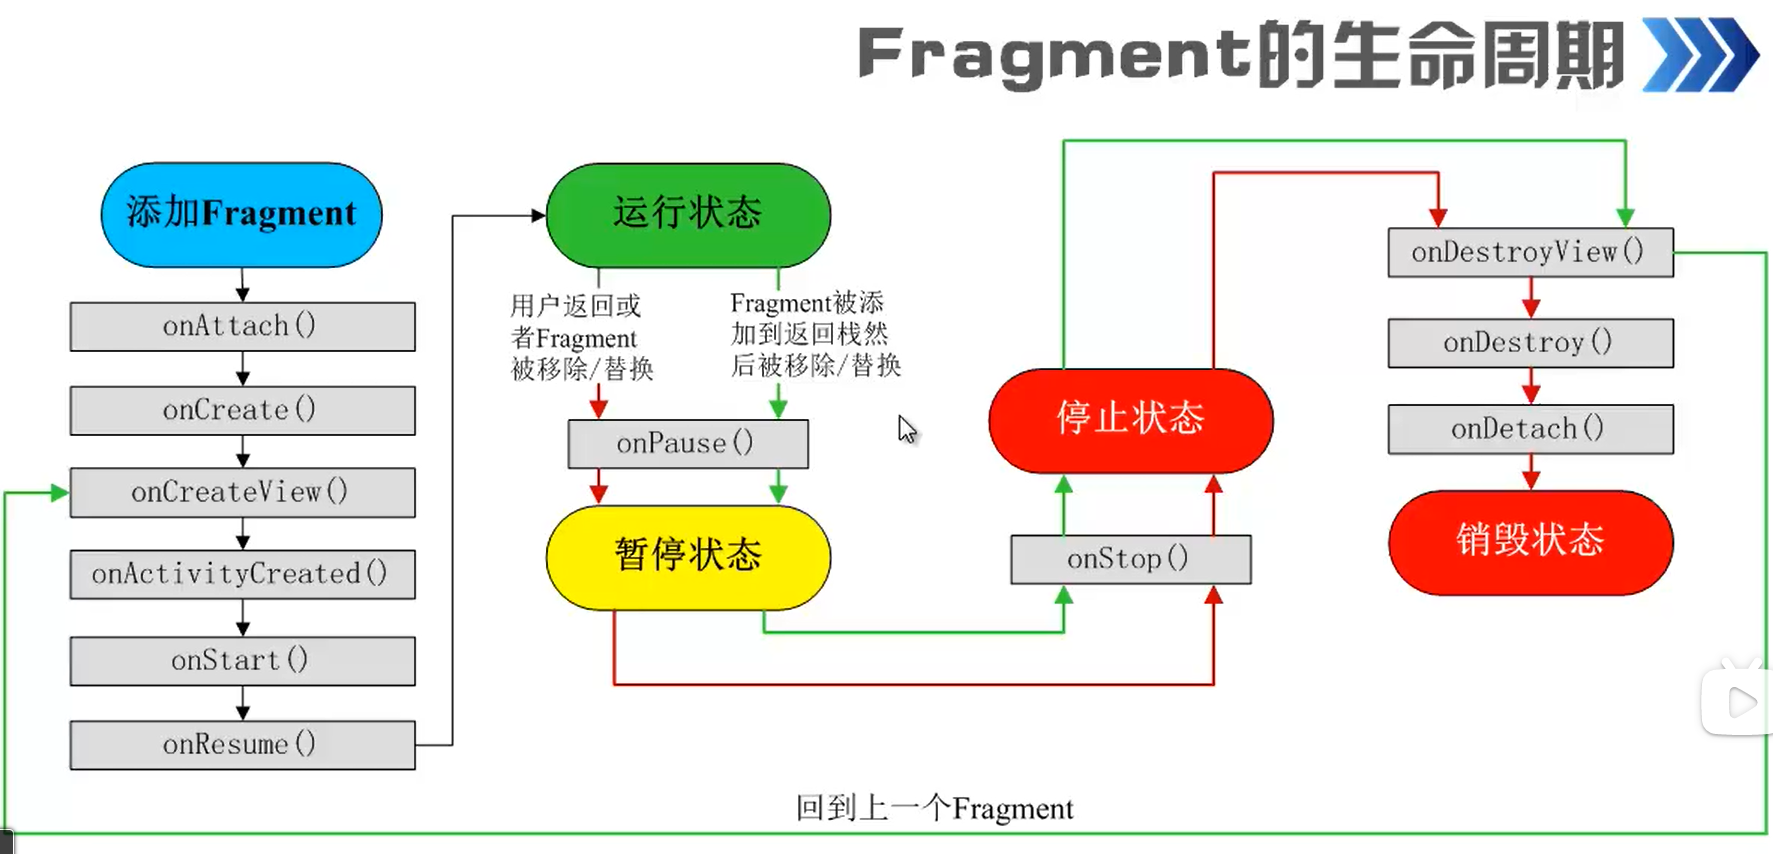 Fragment的生命周期
添加Fragment
onAttach()
onCreate()
onCreateView()
onActivityCreated()
onStart()
onResume()
运行状态
用户返回或
者Fragment
被移除/替换
Fragment被添
加到返回栈然
后被移除/替换
onPause()
暂停状态
停止状态
onStop()
onDestroyView()
onDestroy()
onDetach()
销毁状态
回到上一个Fragment